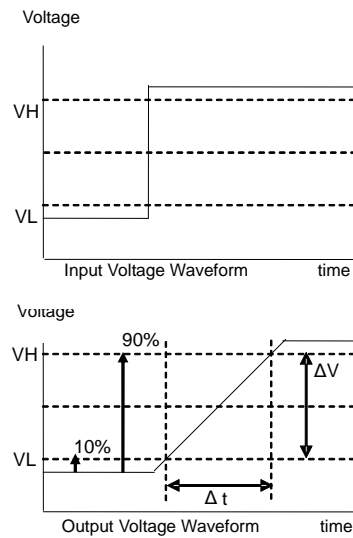 Voltage
VH
VL
Input Voltage Waveform time
Voltage
90%
VH
ΔV
10%
VL
Δ t
Output Voltage Waveform time